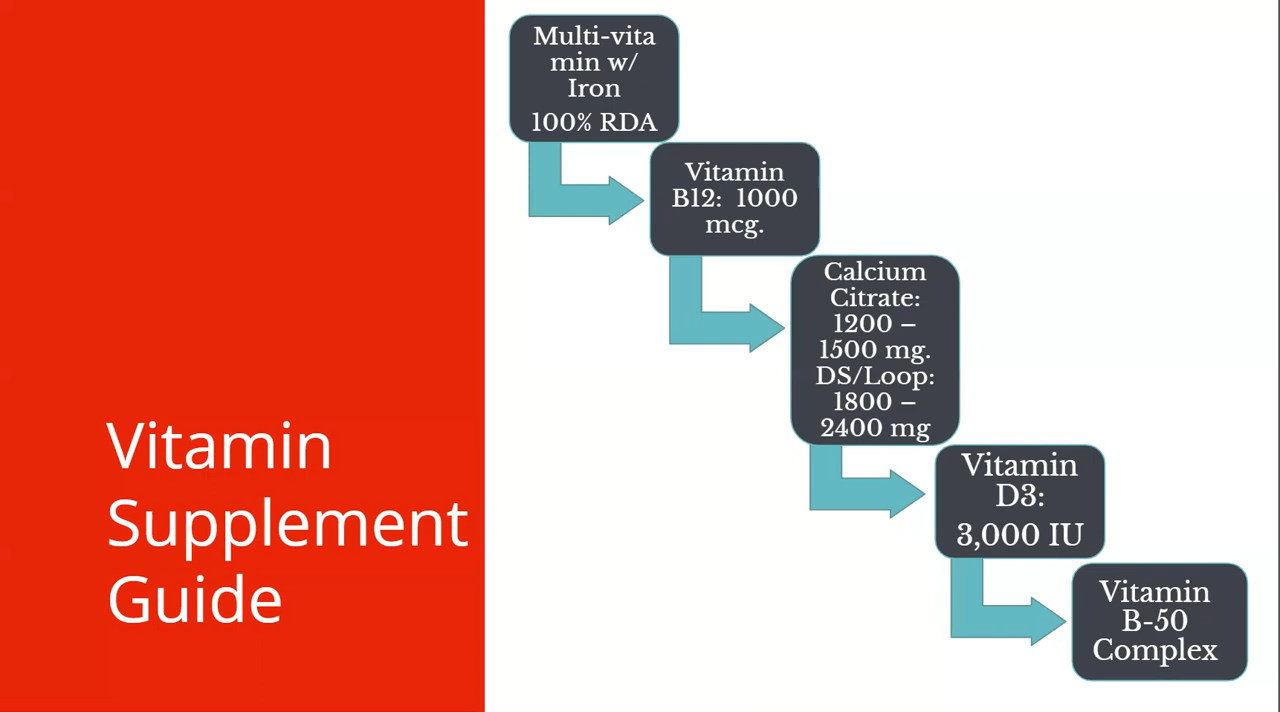 Vitamin
Supplement
Guide
Multi-vita
min w/
Iron
100% RDA
Vitamin
B12:  1000
mcg.
Calcium
Citrate:
1200 –
1500 mg.
DS/Loop:
1800 –
2400 mg
Vitamin
D3:
3,000 IU
Vitamin
B-50
Complex